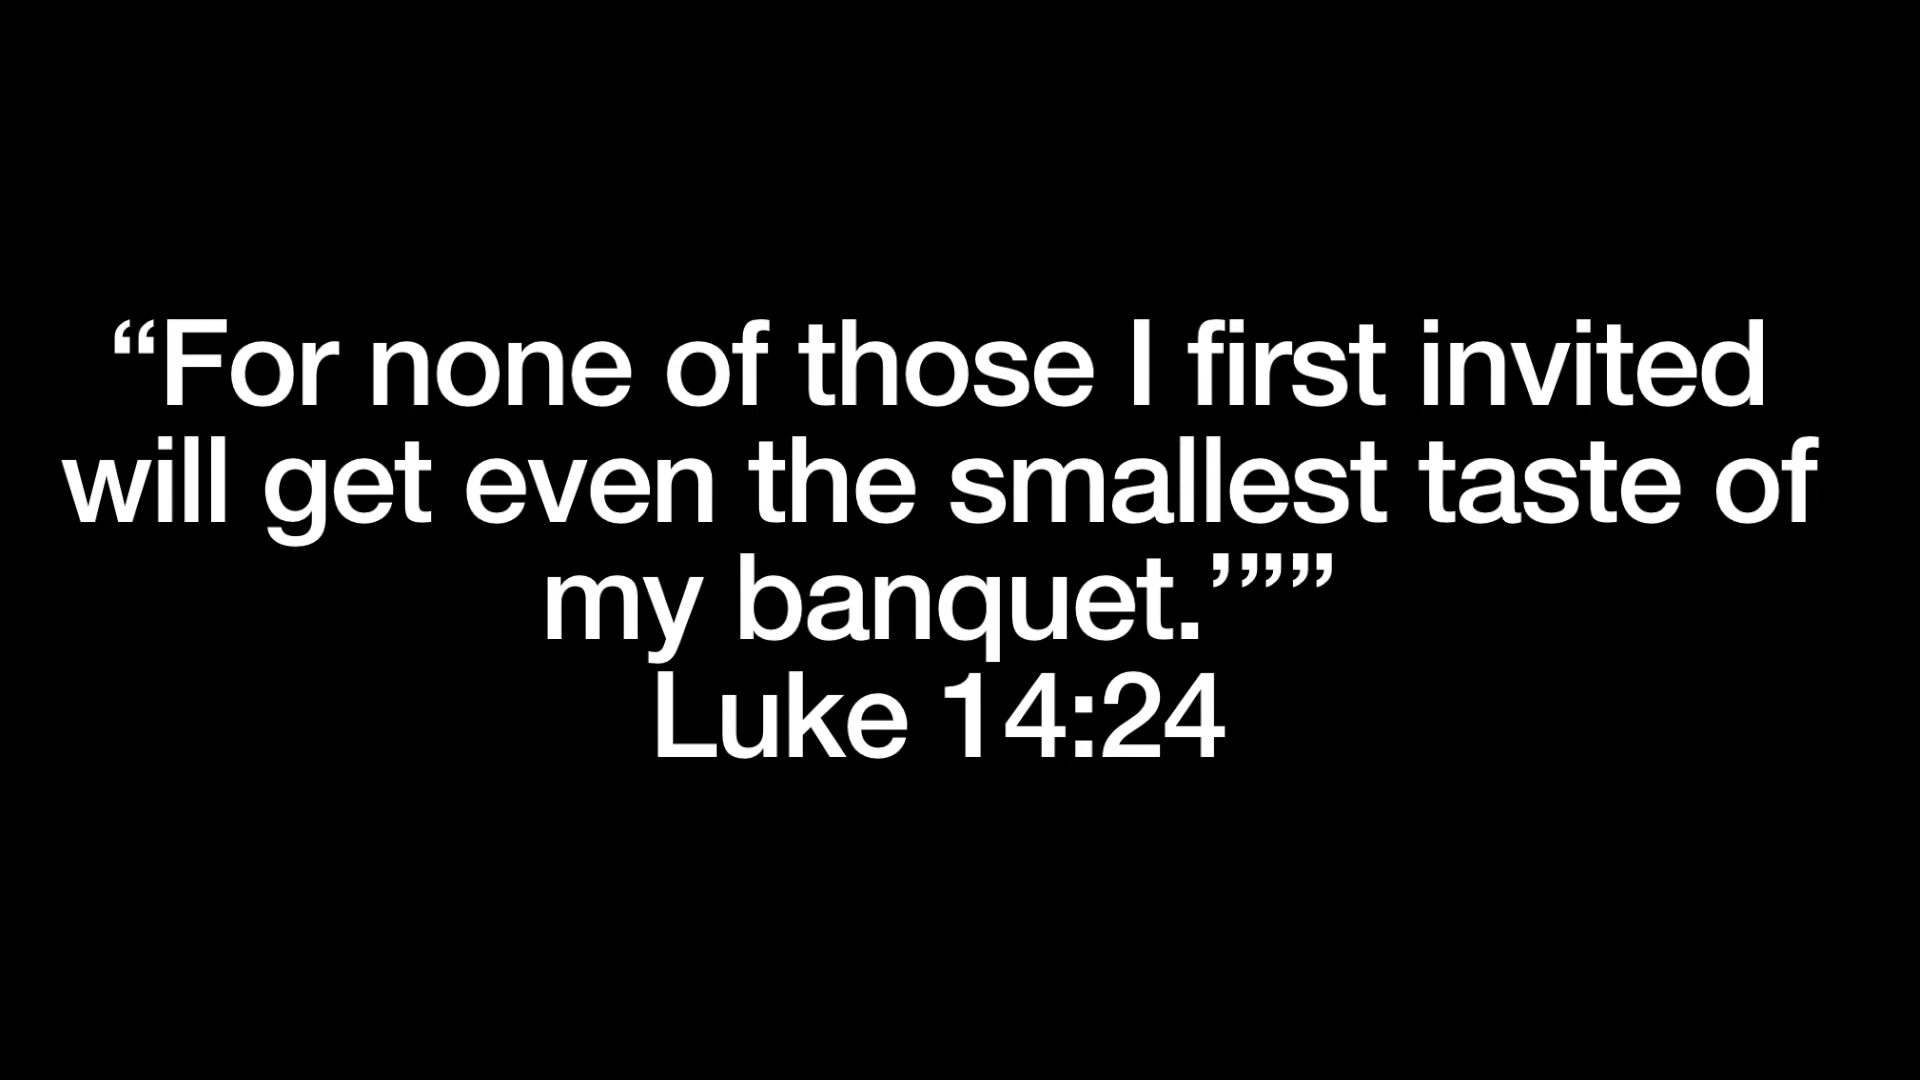 “For none of those I first invited
will get even the smallest taste of
my banquet.’””
Luke 14:24